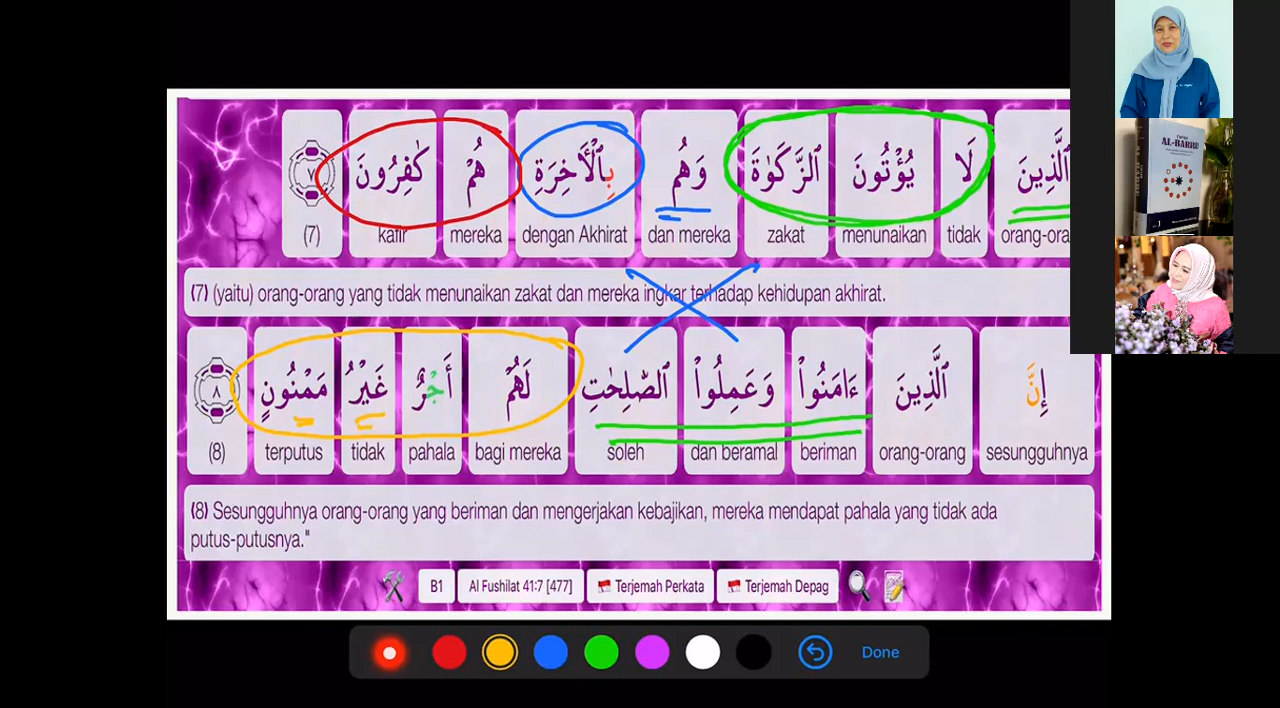 ٱلَّذِينَ لَا يُؤْتُونَ ٱلزَّكَوٰةَ وَهُم بِٱلْأَخِرَةِ هُمْ كَٰفِرُونَ ٧
orang-ora tidak menunaikan zakat dan mereka dengan Akhirat mereka kafir (7)
(7) (yaitu) orang-orang yang tidak menunaikan zakat dan mereka ingkar terhadap kehidupan akhirat.
إِنَّ ٱلَّذِينَ ءَامَنُوا۟ وَعَمِلُوا۟ ٱلصَّٰلِحَٰتِ لَهُمْ أَجْرٌ غَيْرُ مَمْنُونٍ ٨
sesungguhnya orang-orang beriman dan beramal soleh bagi mereka pahala tidak terputus (8)
(8) Sesungguhnya orang-orang yang beriman dan mengerjakan kebajikan, mereka mendapat pahala yang tidak ada
putus-putusnya."
B1 Al Fushilat 41:7 [477] Terjemah Perkata Terjemah Depag
Done
AL-BARRU